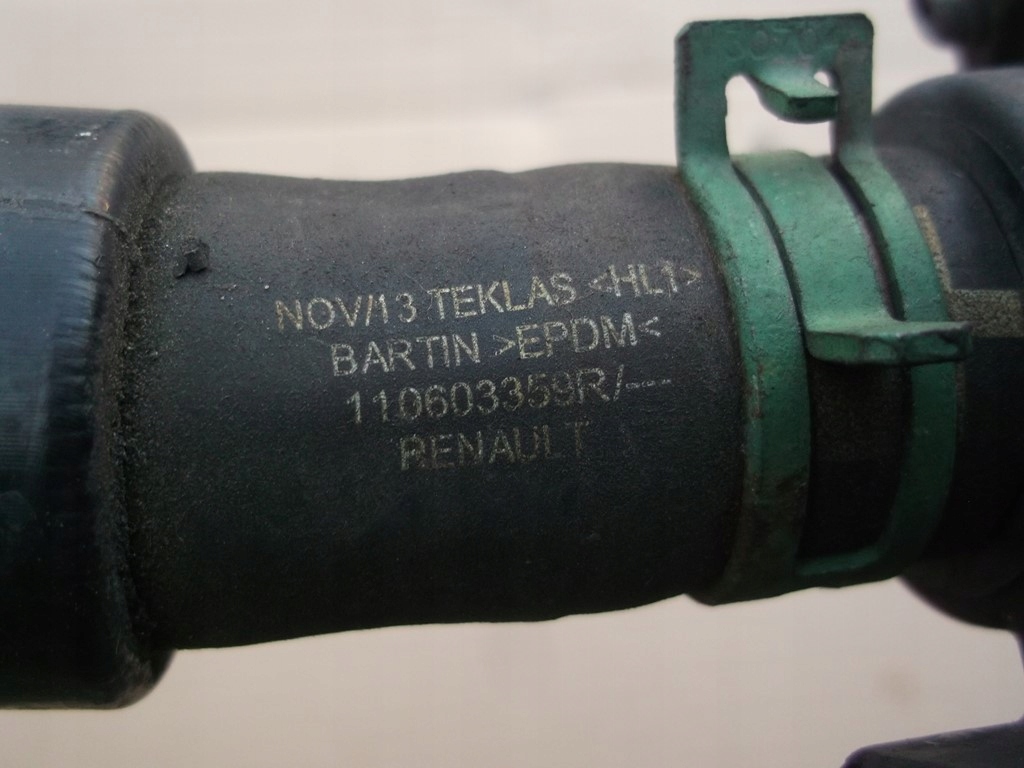 NOV/13 TEKLAS <HL1>
BARTIN >EPDM<
110603359R/---
RENAULT